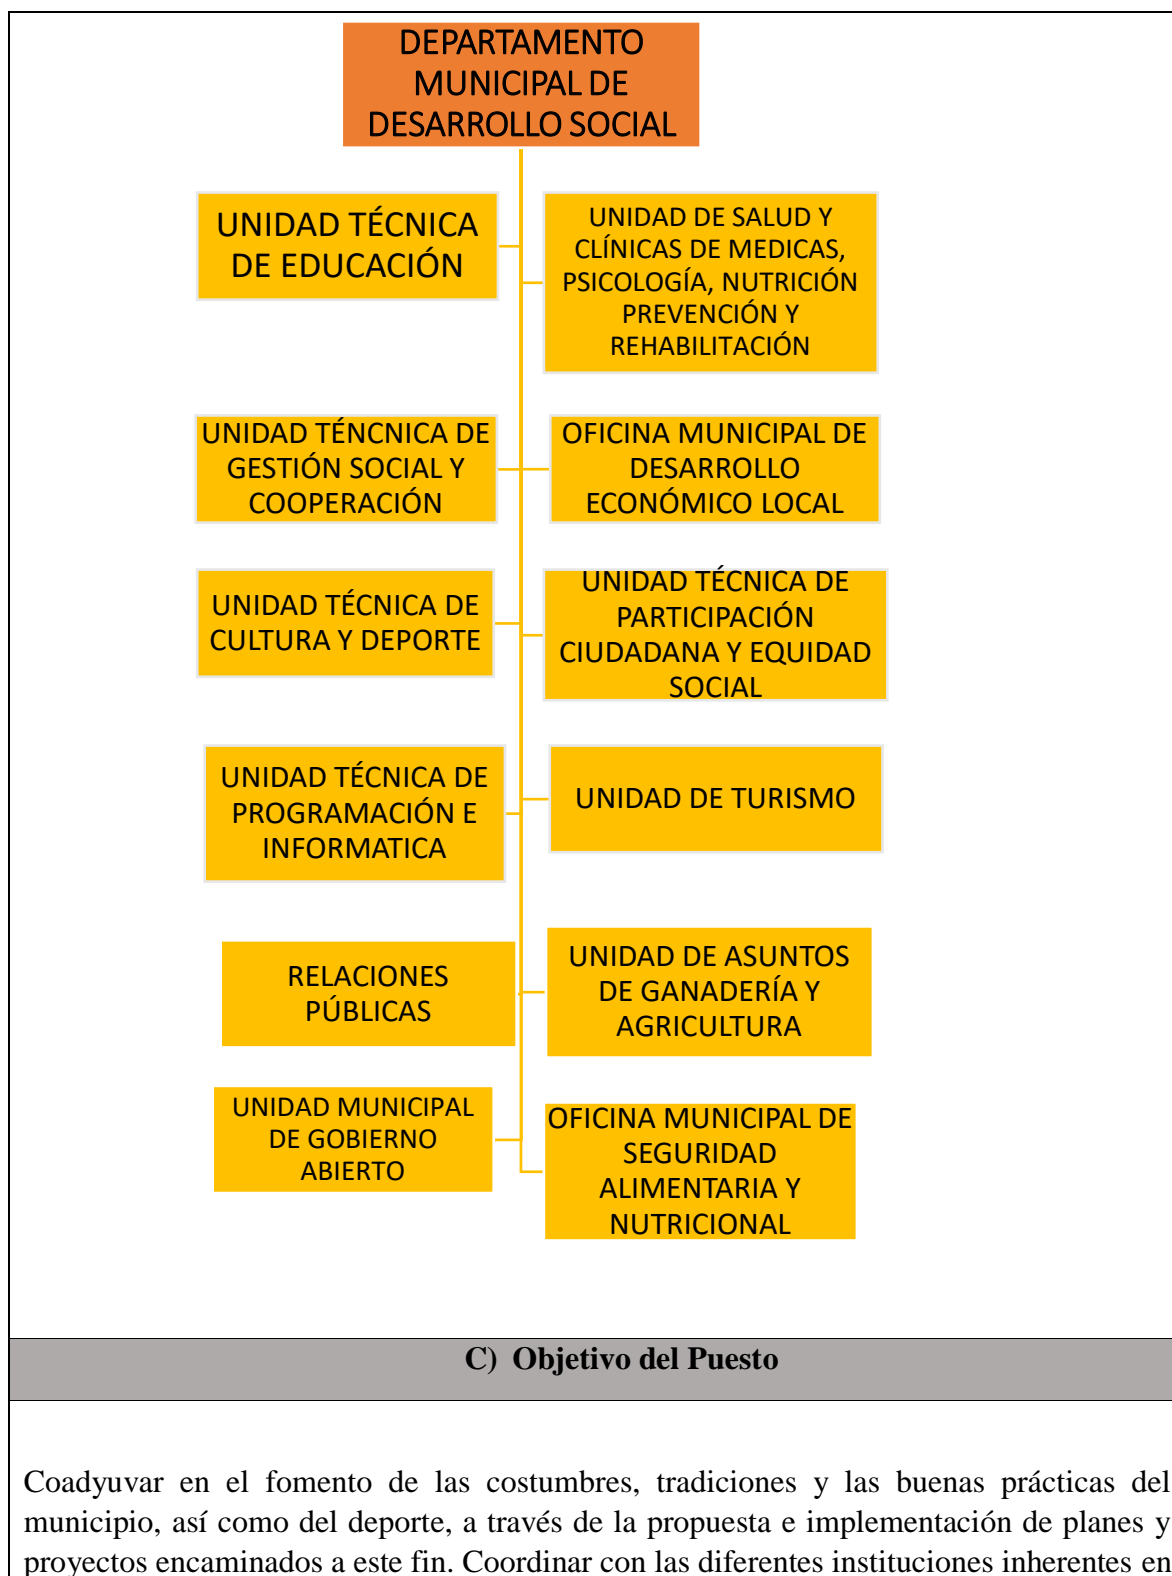 DEPARTAMENTO
MUNICIPAL DE
DESARROLLO SOCIAL
UNIDAD TÉCNICA
DE EDUCACIÓN
UNIDAD DE SALUD Y
CLÍNICAS DE MEDICAS,
PSICOLOGÍA, NUTRICIÓN
PREVENCIÓN Y
REHABILITACIÓN
UNIDAD TÉNCNICA DE
GESTIÓN SOCIAL Y
COOPERACIÓN
OFICINA MUNICIPAL DE
DESARROLLO
ECONÓMICO LOCAL
UNIDAD TÉCNICA DE
CULTURA Y DEPORTE
UNIDAD TÉCNICA DE
PARTICIPACIÓN
CIUDADANA Y EQUIDAD
SOCIAL
UNIDAD TÉCNICA DE
PROGRAMACIÓN E
INFORMATICA
UNIDAD DE TURISMO
RELACIONES
PÚBLICAS
UNIDAD DE ASUNTOS
DE GANADERÍA Y
AGRICULTURA
UNIDAD MUNICIPAL
DE GOBIERNO
ABIERTO
OFICINA MUNICIPAL DE
SEGURIDAD
ALIMENTARIA Y
NUTRICIONAL
C) Objetivo del Puesto
Coadyuvar en el fomento de las costumbres, tradiciones y las buenas prácticas del
municipio, así como del deporte, a través de la propuesta e implementación de planes y
proyectos encaminados a este fin. Coordinar con las diferentes instituciones inherentes en